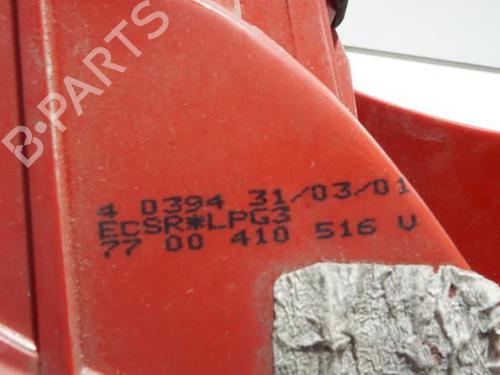 B-PARTS
4 0394 31/03/01
ECSR*LPG3
77 00 410 516 V